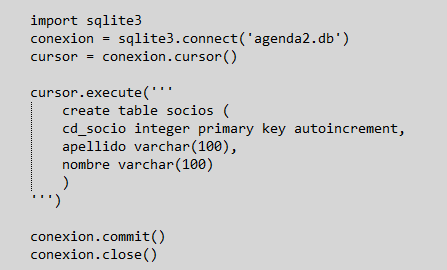 import sqlite3
conexion = sqlite3.connect('agenda2.db')
cursor = conexion.cursor()

cursor.execute('''
    create table socios (
    cd_socio integer primary key autoincrement,
    apellido varchar(100),
    nombre varchar(100)
    )
''')

conexion.commit()
conexion.close()